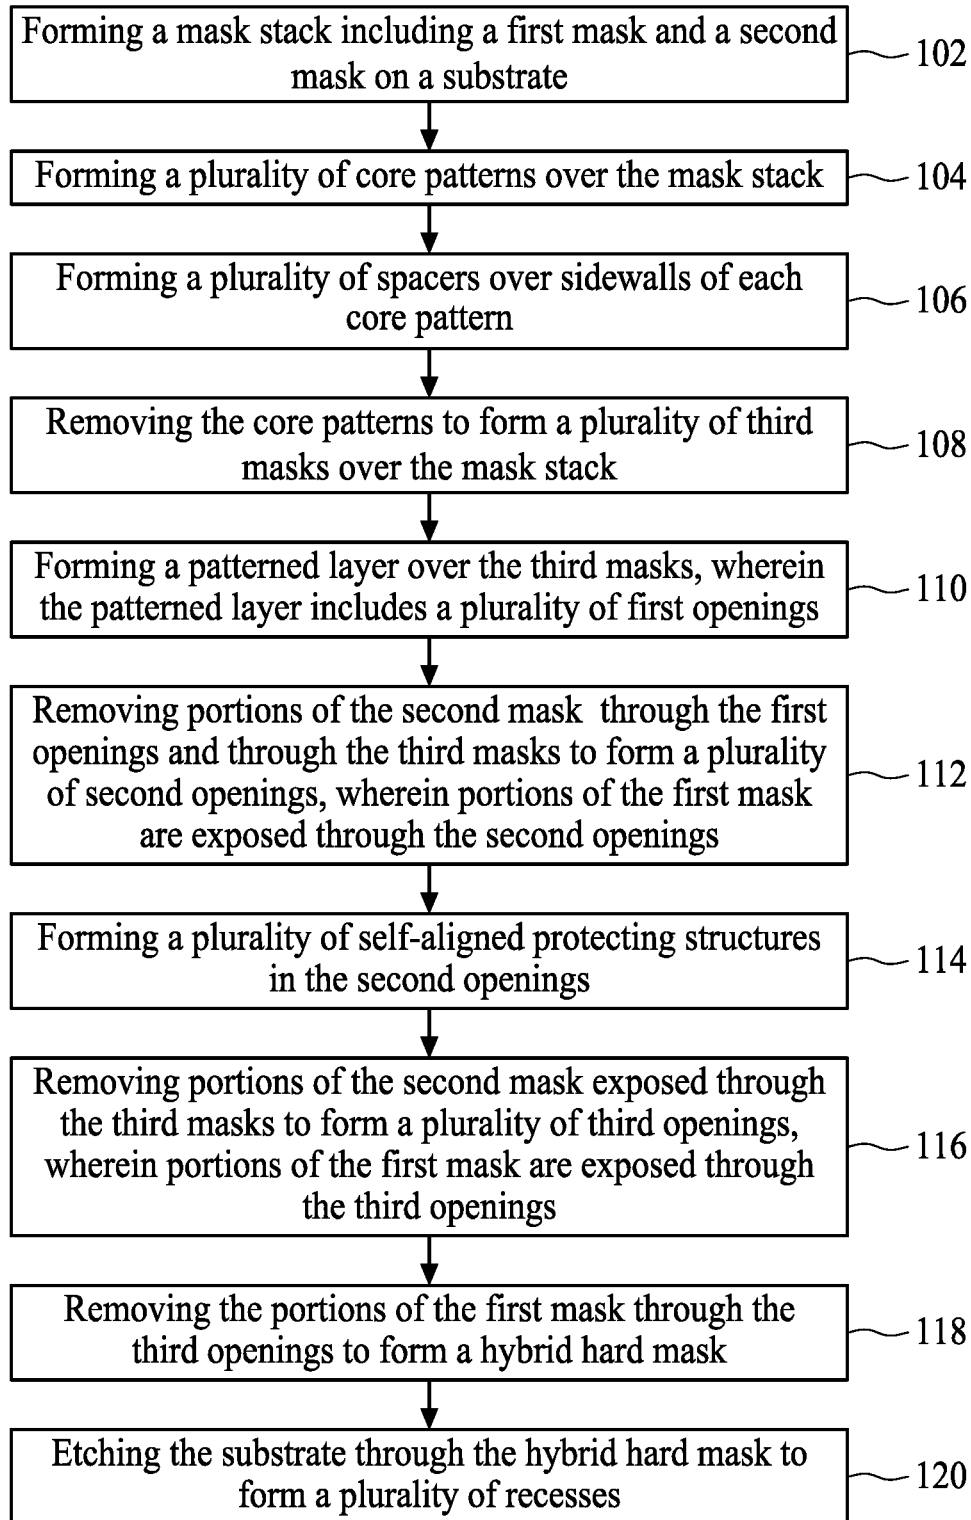 Forming a mask stack including a first mask and a second
mask on a substrate
102
Forming a plurality of core patterns over the mask stack
104
Forming a plurality of spacers over sidewalls of each
core pattern
106
Removing the core patterns to form a plurality of third
masks over the mask stack
108
Forming a patterned layer over the third masks, wherein
the patterned layer includes a plurality of first openings
110
Removing portions of the second mask through the first
openings and through the third masks to form a plurality
of second openings, wherein portions of the first mask
are exposed through the second openings
112
Forming a plurality of self-aligned protecting structures
in the second openings
114
Removing portions of the second mask exposed through
the third masks to form a plurality of third openings,
wherein portions of the first mask are exposed through
the third openings
116
Removing the portions of the first mask through the
third openings to form a hybrid hard mask
118
Etching the substrate through the hybrid hard mask to
form a plurality of recesses
120